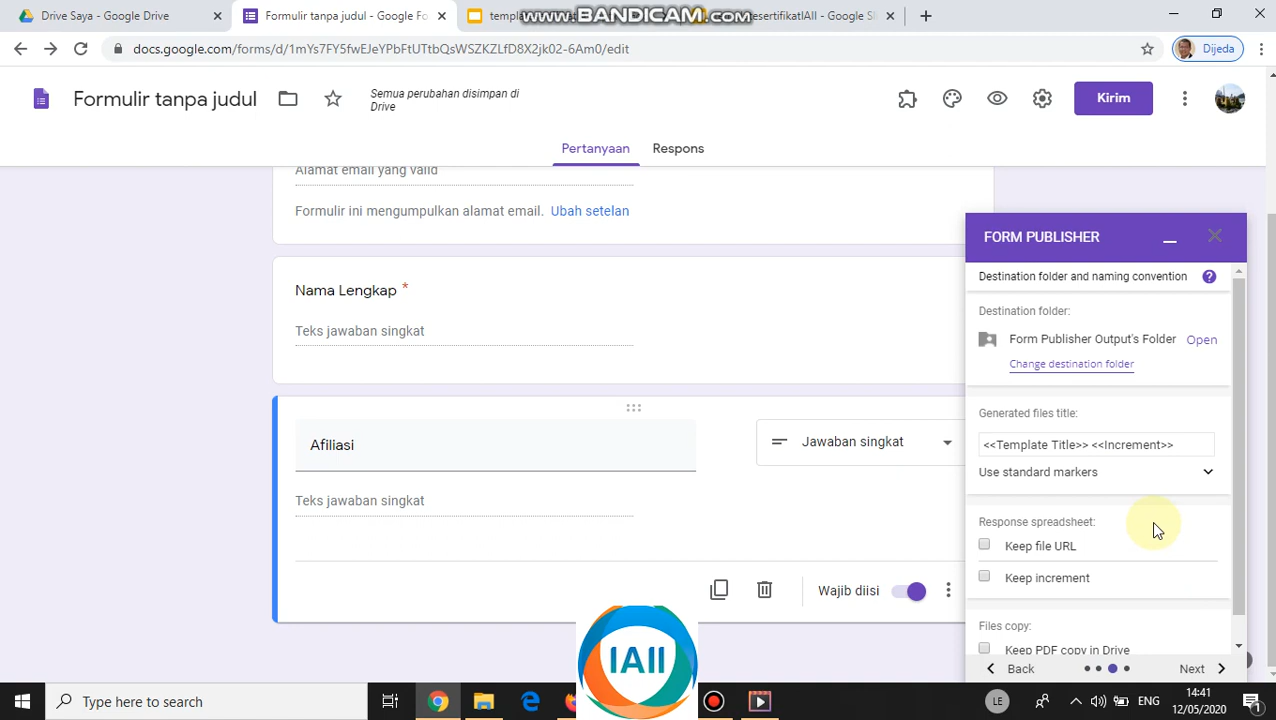 Drive Saya - Google Drive
Formulir tanpa judul - Google Fo
templ
www.BANDICAM.com
esertifikatIAII - Google Sl
docs.google.com/forms/d/1mYs7FY5fwEJeYPbFtUTtbQsWSZKZLfD8X2jk02-6Am0/edit
Dijeda
Formulir tanpa judul
Semua perubahan disimpan di
Drive
Kirim
Pertanyaan
Respons
Alamat email yang valid
Formulir ini mengumpulkan alamat email. Ubah setelan
Nama Lengkap *
Teks jawaban singkat
Afiliasi
Jawaban singkat
Teks jawaban singkat
Wajib diisi
FORM PUBLISHER
Destination folder and naming convention
Destination folder:
Form Publisher Output's Folder
Open
Change destination folder
Generated files title:
<<Template Title>> <<Increment>>
Use standard markers
Response spreadsheet:
Keep file URL
Keep increment
Files copy:
Keep PDF copy in Drive
Back
Next
IAII
Type here to search
LE
ENG
14:41
12/05/2020
1